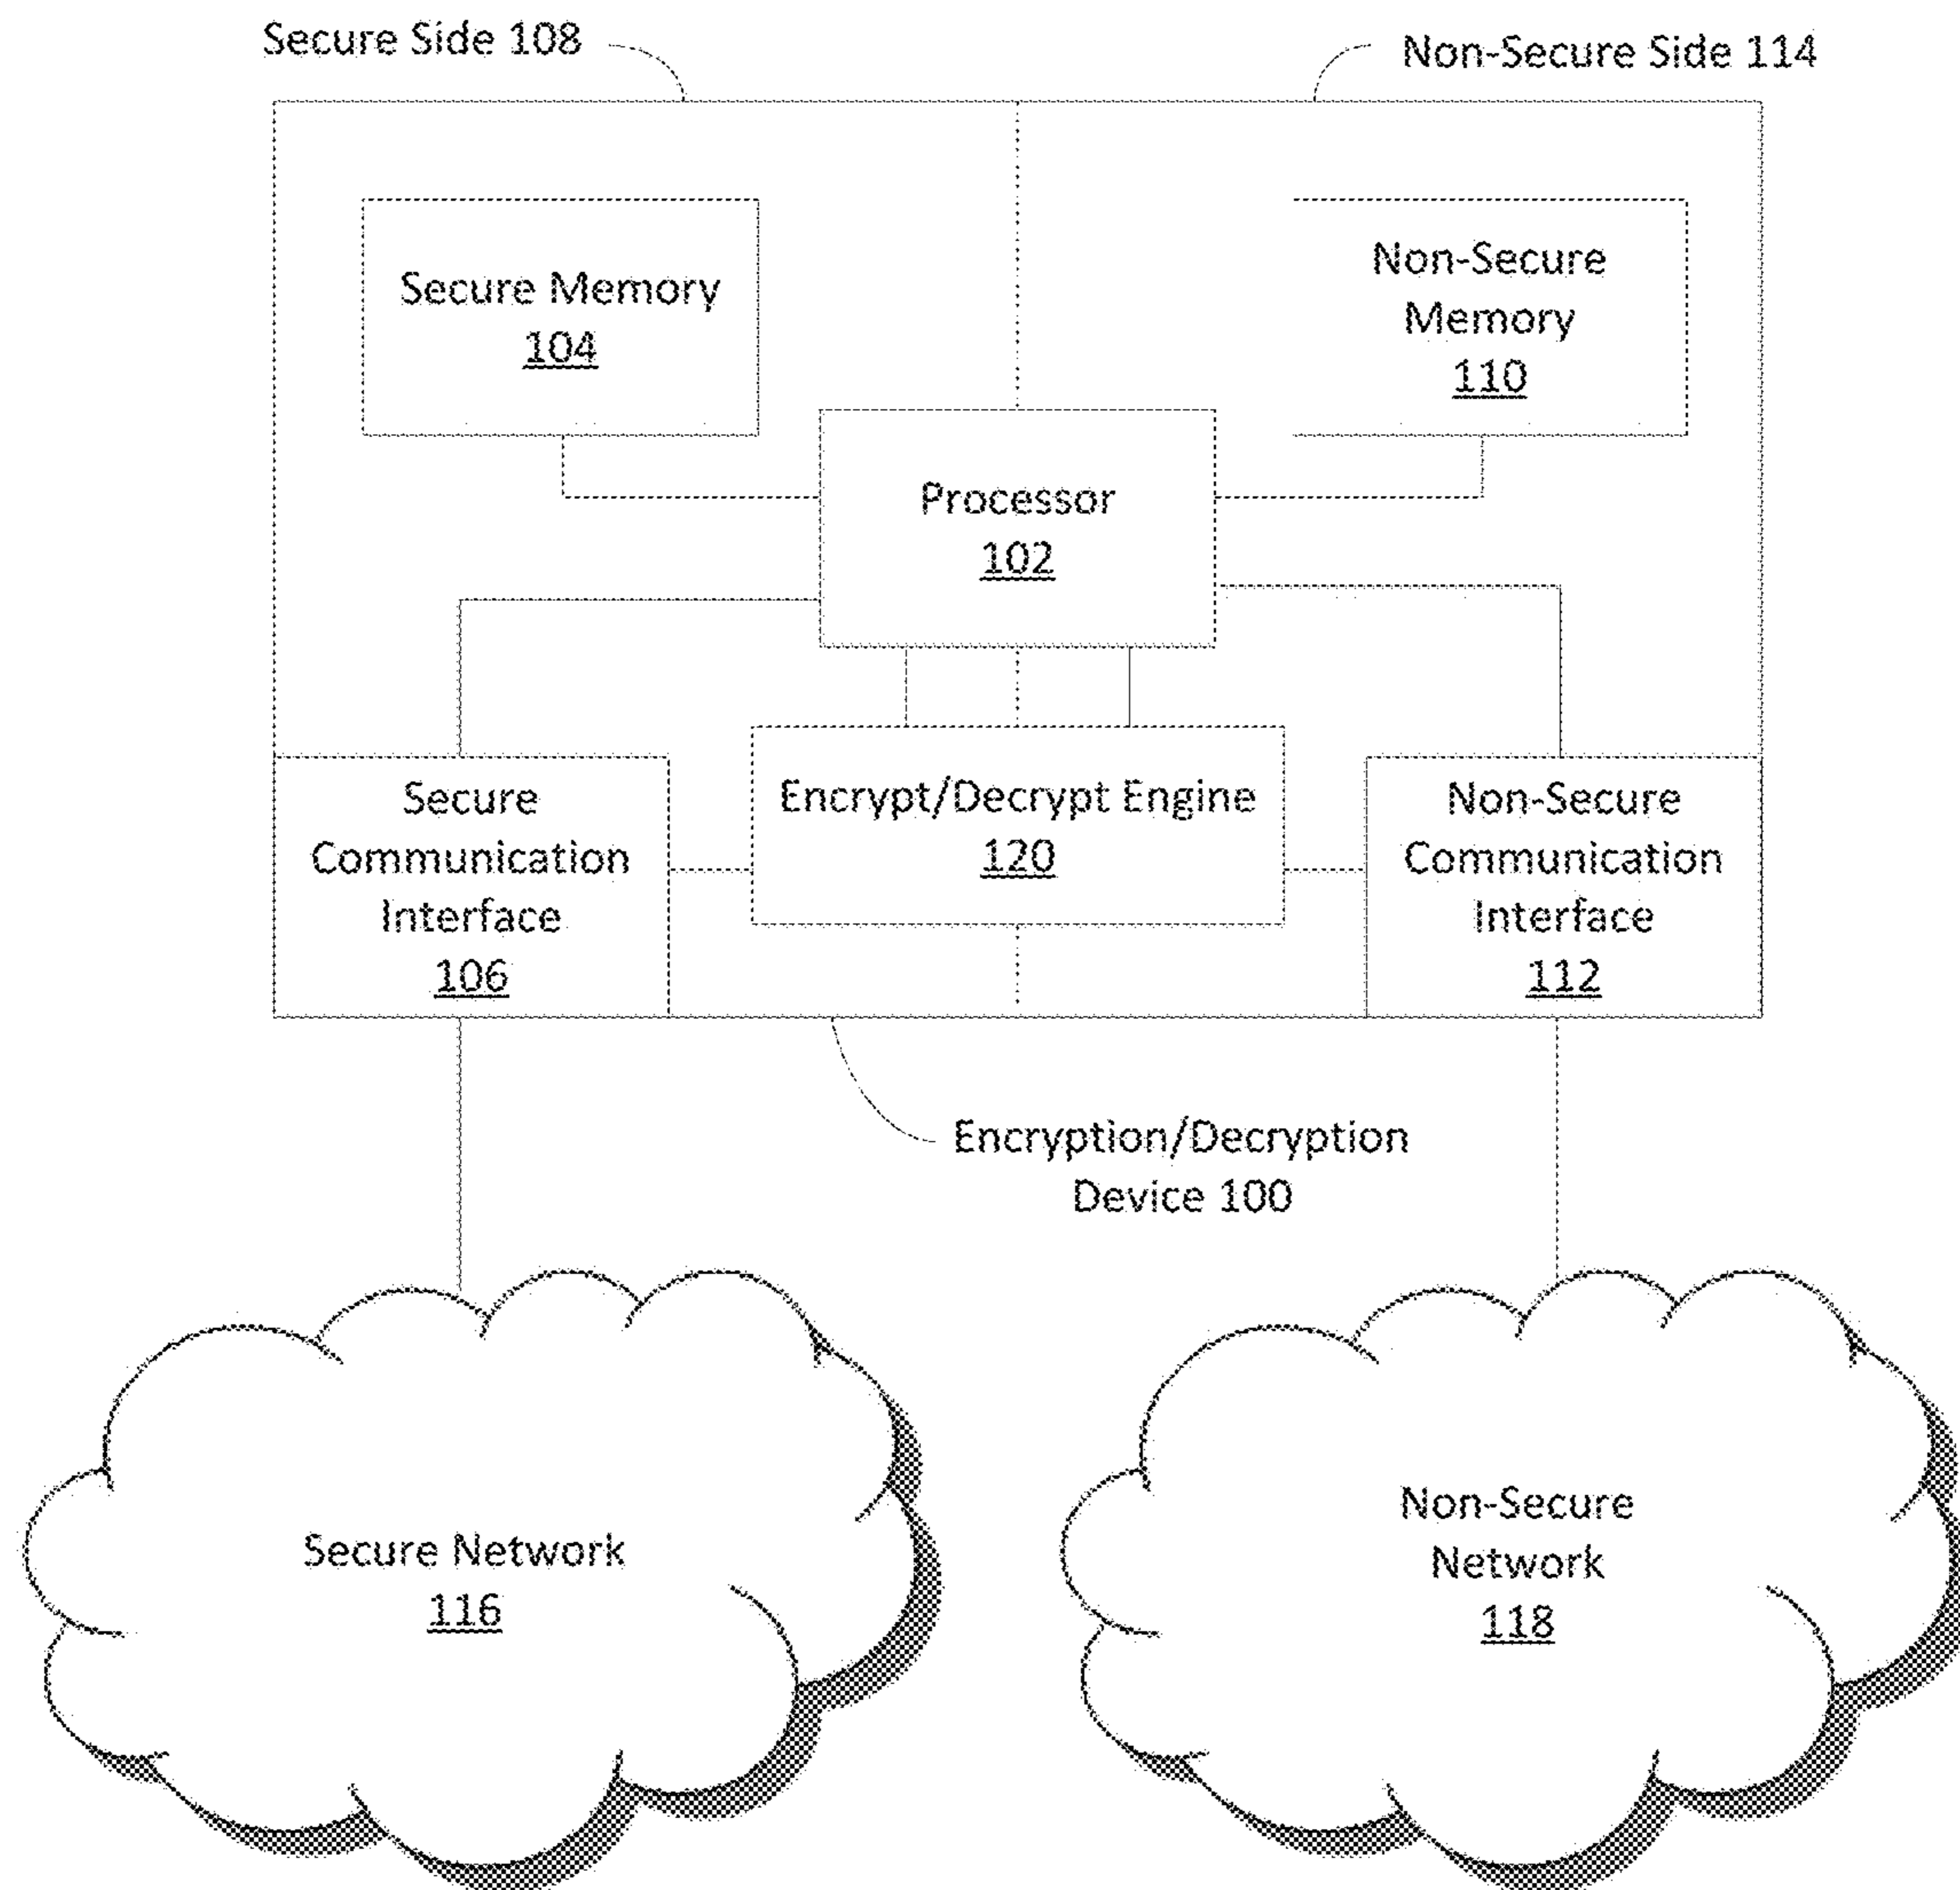 Secure Side 108
Non-Secure Side 114
Secure Memory
104
Non-Secure
Memory
110
Processor
102
Secure
Communication
Interface
106
Encrypt/Decrypt Engine
120
Non-Secure
Communication
Interface
112
Encryption/Decryption
Device 100
Secure Network
116
Non-Secure
Network
118